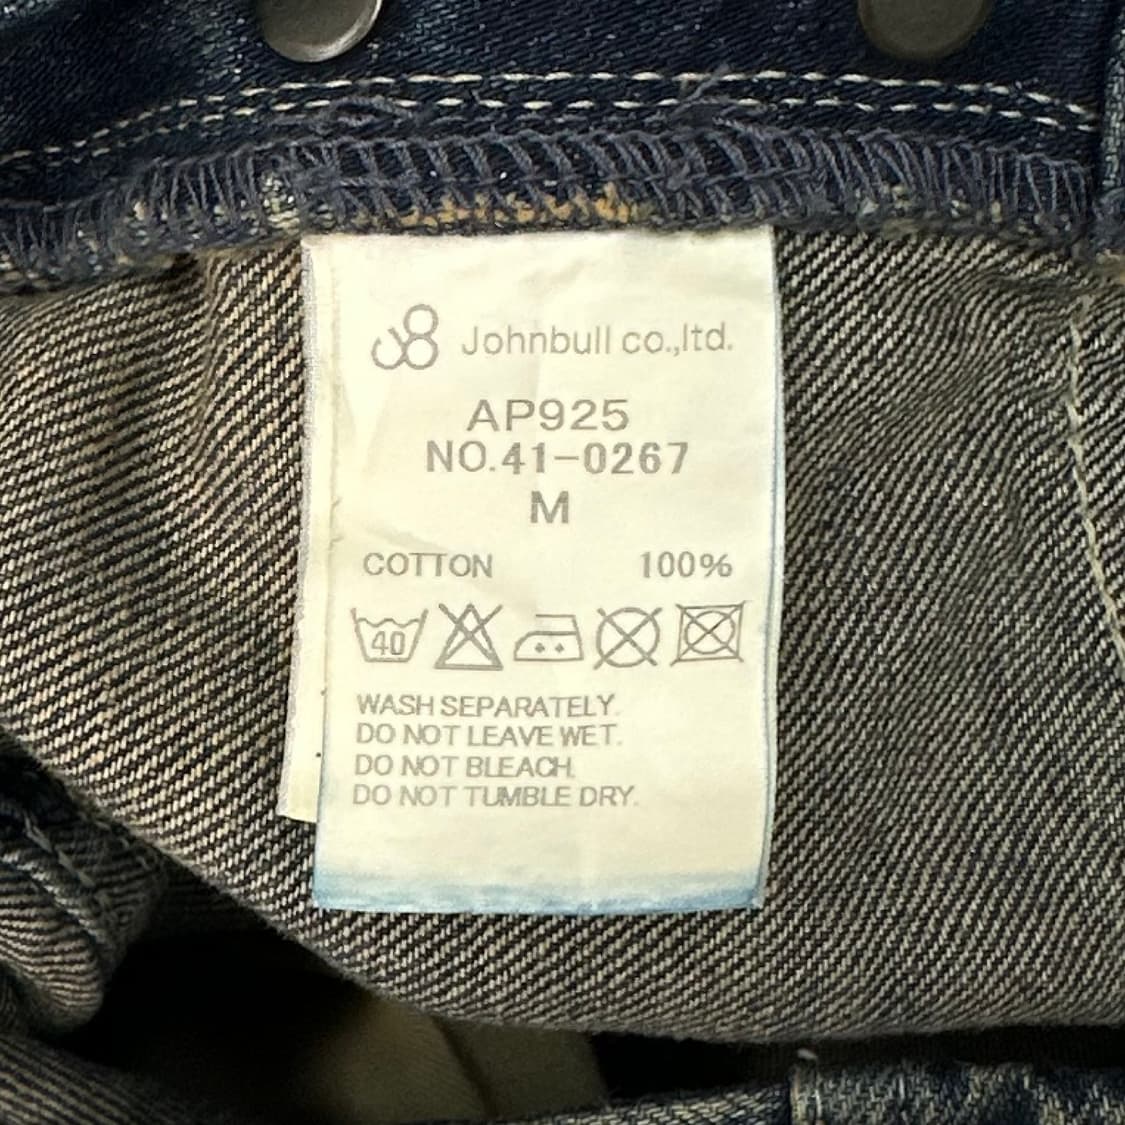 Johnbull co.,ltd.
AP925
NO.41-0267
M
COTTON 100%
40
WASH SEPARATELY.
DO NOT LEAVE WET.
DO NOT BLEACH.
DO NOT TUMBLE DRY.